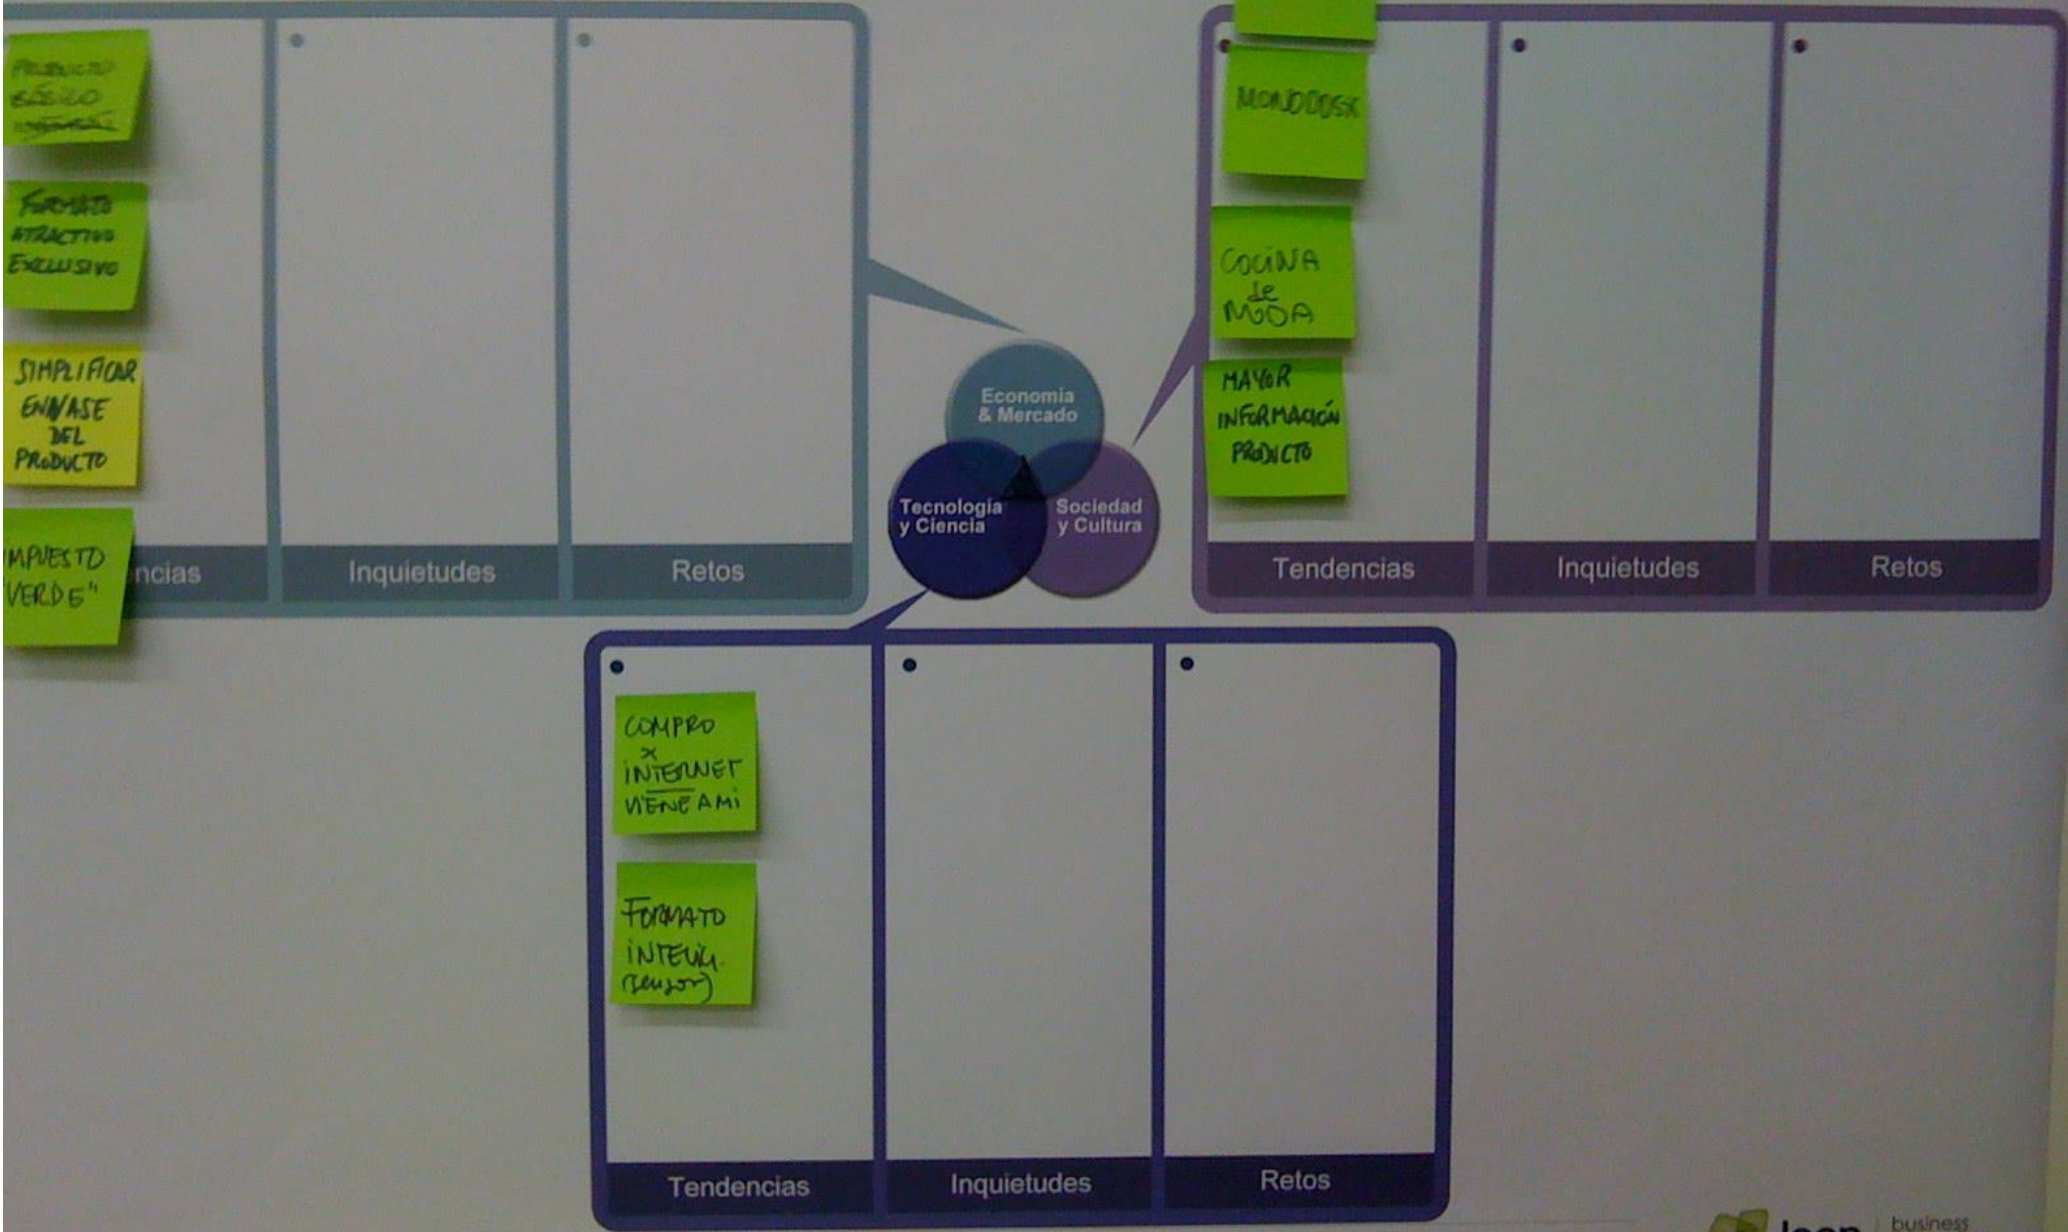 PRODUCTO
BÁSICO
FORMATO
ATRACTIVO
EXCLUSIVO
SIMPLIFICAR
ENVASE
DEL
PRODUCTO
MPUESTO
VERDE"
ncias
Inquietudes
Retos
Economía
& Mercado
Tecnología
y Ciencia
Sociedad
y Cultura
MONODOSIS
COCINA
de
MODA
MAYOR
INFORMACIÓN
PRODUCTO
Tendencias
Inquietudes
Retos
COMPRO
x
INTERNET
VIENE A MI
FORMATO
INTELIG.
(sensor)
Tendencias
Inquietudes
Retos
business